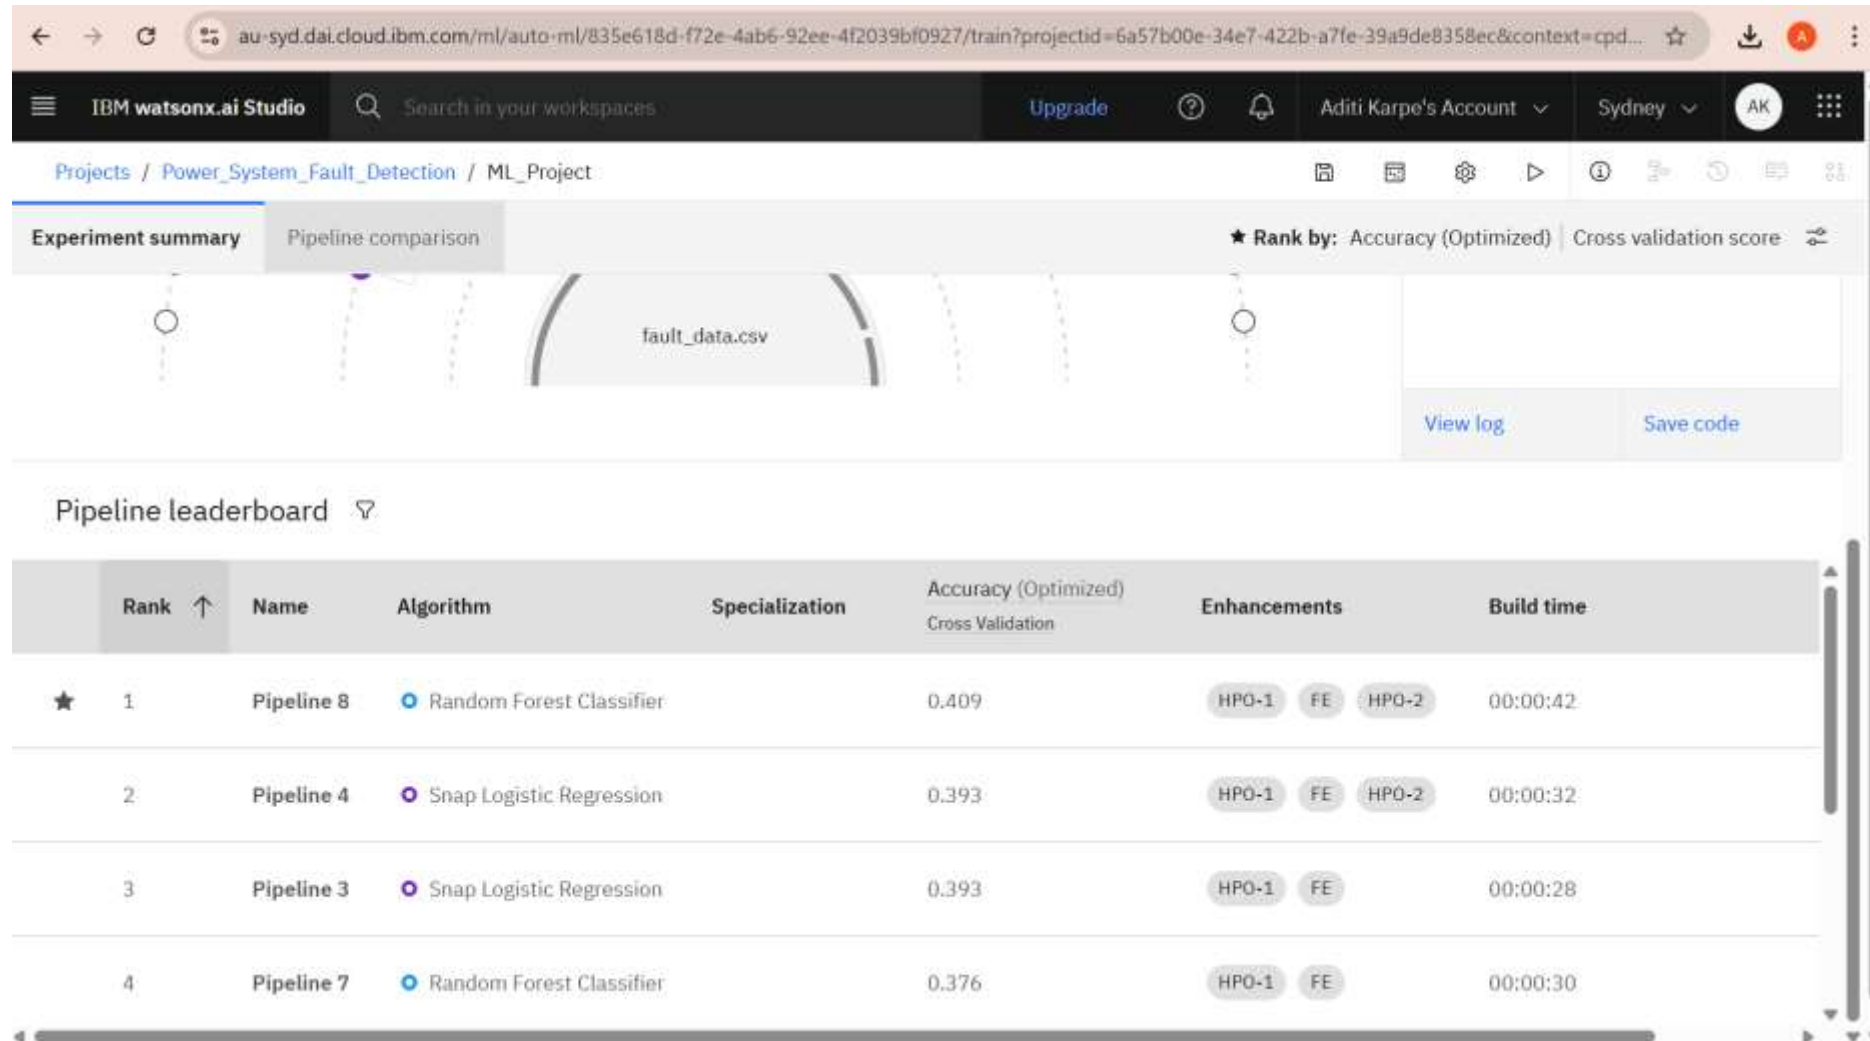 au-syd.dai.cloud.ibm.com/ml/auto-ml/835e618d-f72e-4ab6-92ee-4f2039bf0927/train?projectid=6a57b00e-34e7-422b-a7fe-39a9de8358ec&context=cpd... A
IBM watsonx.ai Studio Search in your workspaces Upgrade Aditi Karpe's Account Sydney AK
Projects / Power_System_Fault_Detection / ML_Project
Experiment summary Pipeline comparison ★ Rank by: Accuracy (Optimized) | Cross validation score
fault_data.csv
View log Save code
Pipeline leaderboard
Rank ↑ Name Algorithm Specialization Accuracy (Optimized) Enhancements Build time
Cross Validation
★ 1 Pipeline 8 Random Forest Classifier 0.409 HPO-1 FE HPO-2 00:00:42
2 Pipeline 4 Snap Logistic Regression 0.393 HPO-1 FE HPO-2 00:00:32
3 Pipeline 3 Snap Logistic Regression 0.393 HPO-1 FE 00:00:28
4 Pipeline 7 Random Forest Classifier 0.376 HPO-1 FE 00:00:30